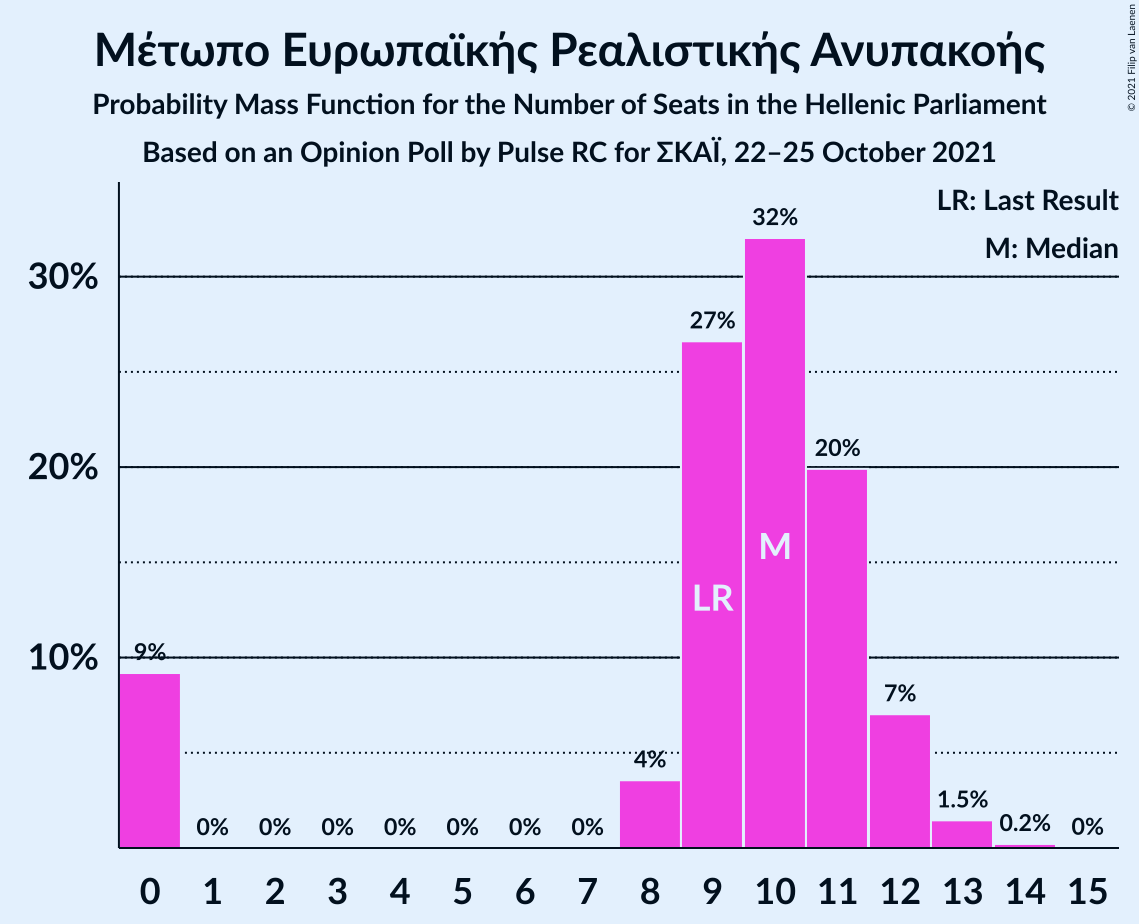 Μέτωπο Ευρωπαϊκής Ρεαλιστικής Ανυπακοής
Probability Mass Function for the Number of Seats in the Hellenic Parliament
Based on an Opinion Poll by Pulse RC for ΣΚΑΪ, 22–25 October 2021
© 2021 Filip van Laenen
LR: Last Result
M: Median
30%
20%
10%
9%
0%
0%
0%
0%
0%
0%
0%
4%
27%
32%
20%
7%
1.5%
0.2%
0%
LR
M
0 1 2 3 4 5 6 7 8 9 10 11 12 13 14 15